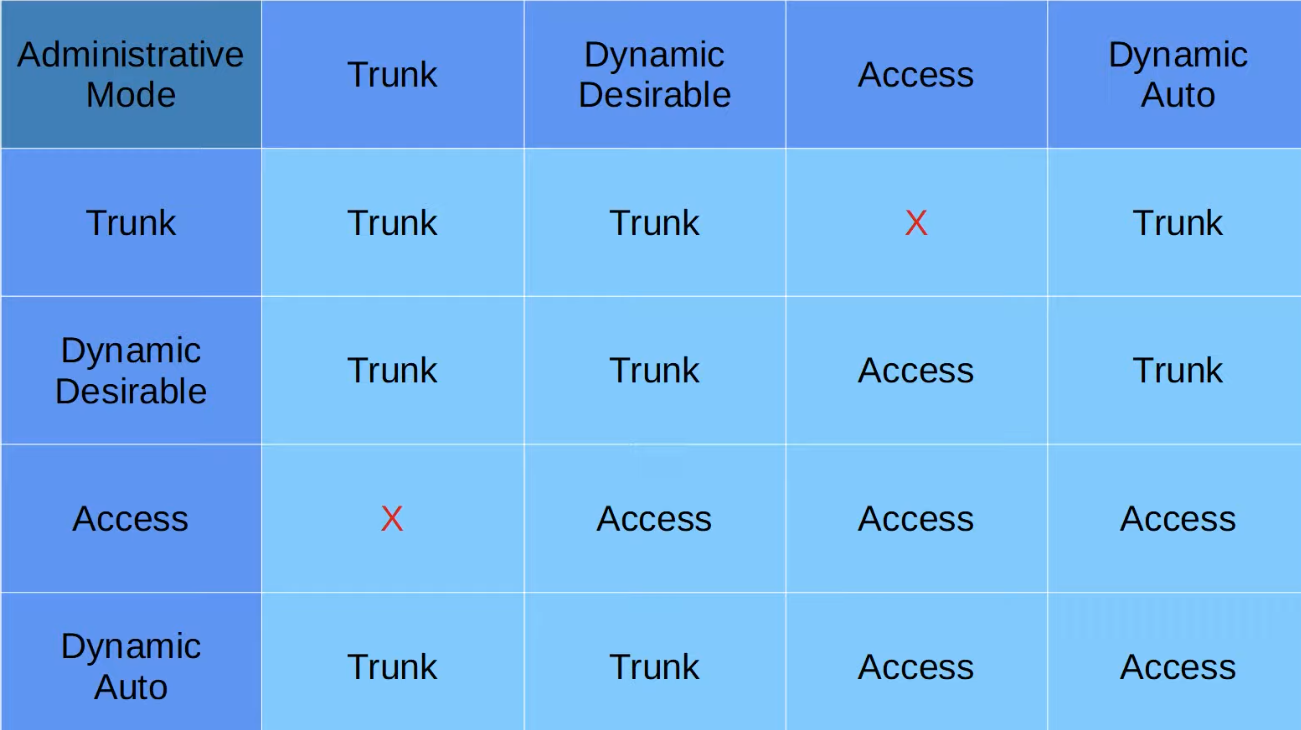 Administrative Mode Trunk Dynamic Desirable Access Dynamic Auto
Trunk Trunk Trunk X Trunk
Dynamic Desirable Trunk Trunk Access Trunk
Access X Access Access Access
Dynamic Auto Trunk Trunk Access Access